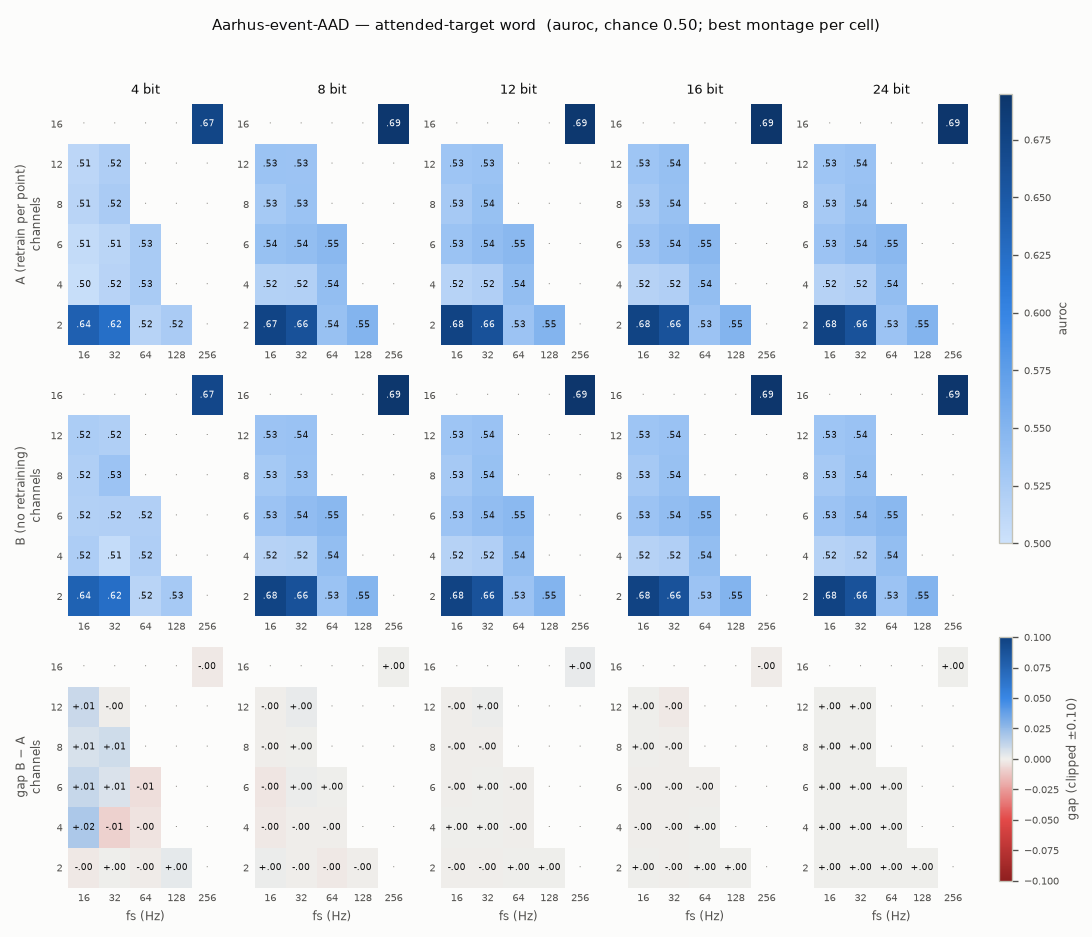 Aarhus-event-AAD — attended-target word (auroc, chance 0.50; best montage per cell)
4 bit 8 bit 12 bit 16 bit 24 bit
A (retrain per point)
channels
16 · · · · .67 16 · · · · .69 16 · · · · .69 16 · · · · .69 16 · · · · .69
12 .51 .52 · · · 12 .53 .53 · · · 12 .53 .53 · · · 12 .53 .54 · · · 12 .53 .54 · · ·
8 .51 .52 · · · 8 .53 .53 · · · 8 .53 .54 · · · 8 .53 .54 · · · 8 .53 .54 · · ·
6 .51 .51 .53 · · 6 .54 .54 .55 · · 6 .53 .54 .55 · · 6 .53 .54 .55 · · 6 .53 .54 .55 · ·
4 .50 .52 .53 · · 4 .52 .52 .54 · · 4 .52 .52 .54 · · 4 .52 .52 .54 · · 4 .52 .52 .54 · ·
2 .64 .62 .52 .52 · 2 .67 .66 .54 .55 · 2 .68 .66 .53 .55 · 2 .68 .66 .53 .55 · 2 .68 .66 .53 .55 ·
16 32 64 128 256 16 32 64 128 256 16 32 64 128 256 16 32 64 128 256 16 32 64 128 256
B (no retraining)
channels
16 · · · · .67 16 · · · · .69 16 · · · · .69 16 · · · · .69 16 · · · · .69
12 .52 .52 · · · 12 .53 .54 · · · 12 .53 .54 · · · 12 .53 .54 · · · 12 .53 .54 · · ·
8 .52 .53 · · · 8 .53 .53 · · · 8 .53 .54 · · · 8 .53 .54 · · · 8 .53 .54 · · ·
6 .52 .52 .52 · · 6 .53 .54 .55 · · 6 .53 .54 .55 · · 6 .53 .54 .55 · · 6 .53 .54 .55 · ·
4 .52 .51 .52 · · 4 .52 .52 .54 · · 4 .52 .52 .54 · · 4 .52 .52 .54 · · 4 .52 .52 .54 · ·
2 .64 .62 .52 .53 · 2 .68 .66 .53 .55 · 2 .68 .66 .53 .55 · 2 .68 .66 .53 .55 · 2 .68 .66 .53 .55 ·
16 32 64 128 256 16 32 64 128 256 16 32 64 128 256 16 32 64 128 256 16 32 64 128 256
gap B − A
channels
16 · · · · -.00 16 · · · · +.00 16 · · · · +.00 16 · · · · -.00 16 · · · · +.00
12 +.01 -.00 · · · 12 -.00 +.00 · · · 12 -.00 +.00 · · · 12 +.00 -.00 · · · 12 +.00 +.00 · · ·
8 +.01 +.01 · · · 8 -.00 +.00 · · · 8 -.00 -.00 · · · 8 +.00 -.00 · · · 8 +.00 +.00 · · ·
6 +.01 +.01 -.01 · · 6 -.00 +.00 +.00 · · 6 -.00 +.00 -.00 · · 6 -.00 -.00 -.00 · · 6 +.00 +.00 +.00 · ·
4 +.02 -.01 -.00 · · 4 -.00 -.00 -.00 · · 4 +.00 +.00 -.00 · · 4 -.00 -.00 +.00 · · 4 +.00 +.00 +.00 · ·
2 -.00 +.00 -.00 +.00 · 2 +.00 -.00 -.00 -.00 · 2 -.00 -.00 +.00 +.00 · 2 +.00 -.00 +.00 +.00 · 2 +.00 +.00 +.00 +.00 ·
16 32 64 128 256 16 32 64 128 256 16 32 64 128 256 16 32 64 128 256 16 32 64 128 256
fs (Hz) fs (Hz) fs (Hz) fs (Hz) fs (Hz)
0.675
0.650
0.625
0.600
0.575
0.550
0.525
0.500
auroc
0.100
0.075
0.050
0.025
0.000
−0.025
−0.050
−0.075
−0.100
gap (clipped ±0.10)